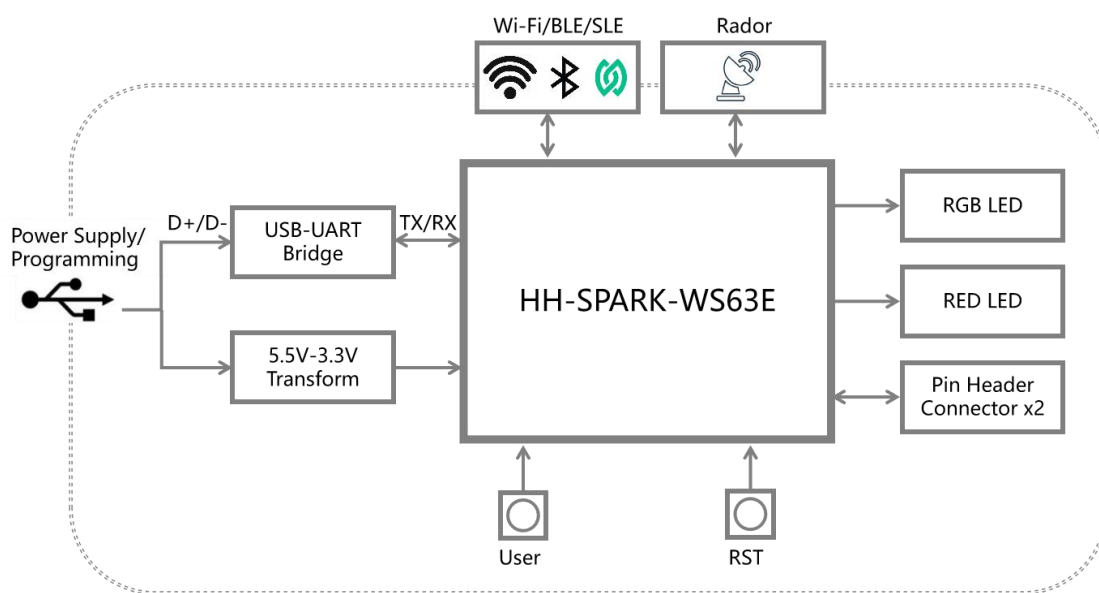 Wi-Fi/BLE/SLE
Rador
D+/D-
USB-UART
Bridge
TX/RX
Power Supply/
Programming
5.5V-3.3V
Transform
HH-SPARK-WS63E
RGB LED
RED LED
Pin Header
Connector x2
User
RST